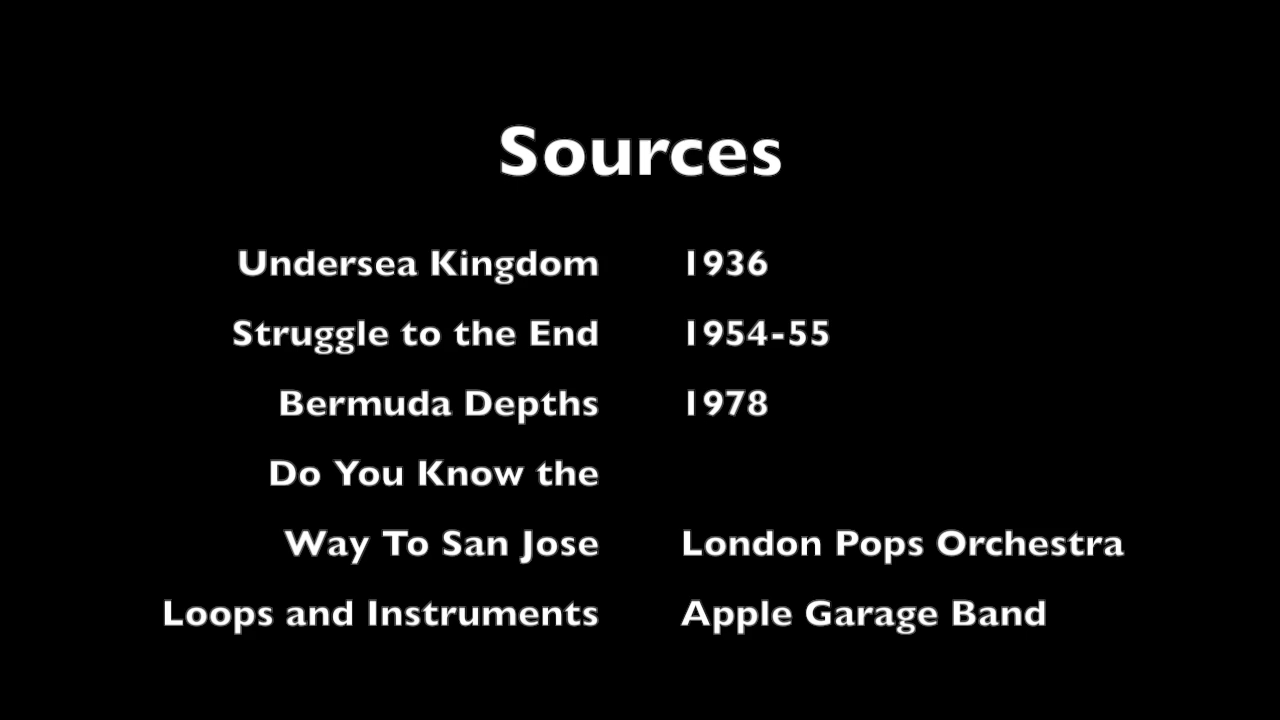 Sources
Undersea Kingdom 1936
Struggle to the End 1954-55
Bermuda Depths 1978
Do You Know the
Way To San Jose London Pops Orchestra
Loops and Instruments Apple Garage Band